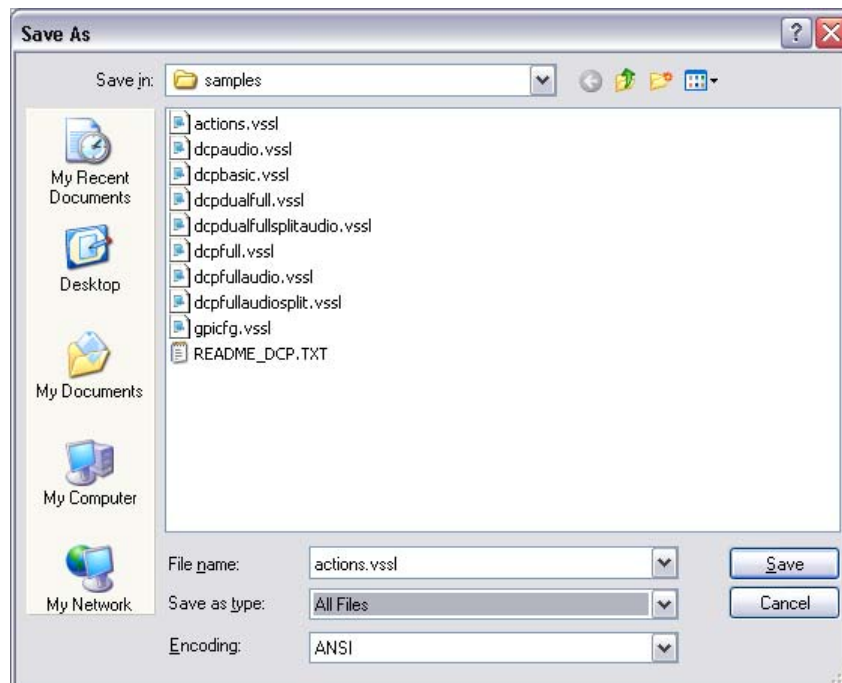 Save As
Save in: samples
My Recent
Documents
Desktop
My Documents
My Computer
My Network
actions.vssl
dcpaudio.vssl
dcpbasic.vssl
dcpdualfull.vssl
dcpdualfullsplitaudio.vssl
dcpfull.vssl
dcpfullaudio.vssl
dcpfullaudiosplit.vssl
gpicfg.vssl
README_DCP.TXT
File name: actions.vssl Save
Save as type: All Files Cancel
Encoding: ANSI